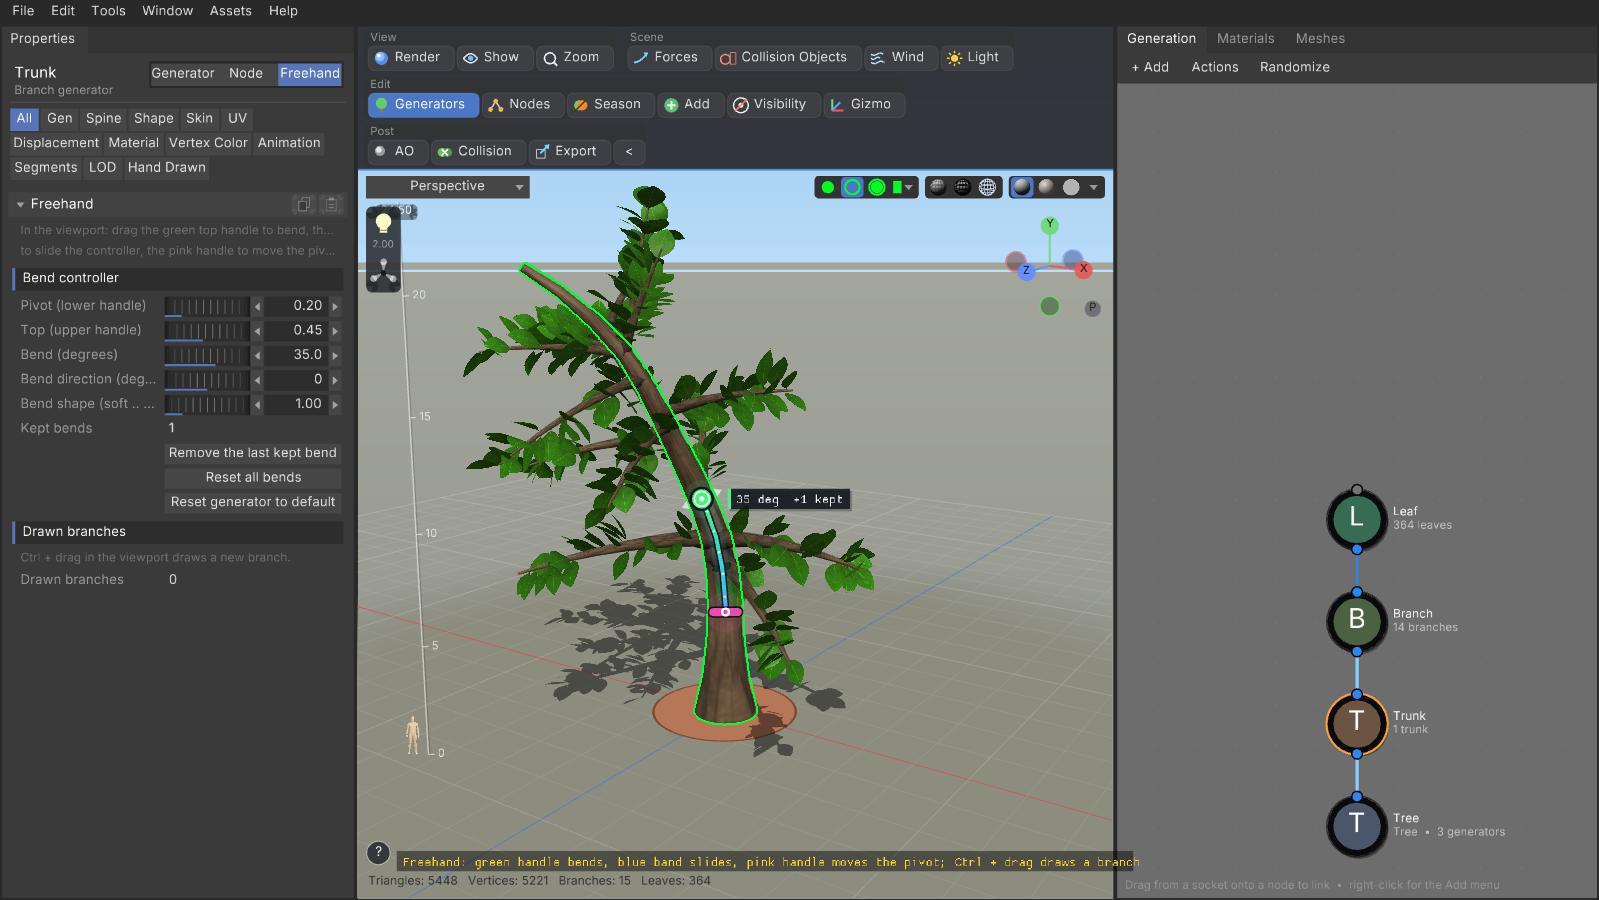 File Edit Tools Window Assets Help
Properties
Trunk
Branch generator
Generator Node Freehand
All Gen Spine Shape Skin UV
Displacement Material Vertex Color Animation
Segments LOD Hand Drawn
Freehand
In the viewport: drag the green top handle to bend, th...
to slide the controller, the pink handle to move the piv...
Bend controller
Pivot (lower handle) 0.20
Top (upper handle) 0.45
Bend (degrees) 35.0
Bend direction (deg... 0
Bend shape (soft .. ... 1.00
Kept bends 1
Remove the last kept bend
Reset all bends
Reset generator to default
Drawn branches
Ctrl + drag in the viewport draws a new branch.
Drawn branches 0
View
Render Show Zoom
Scene
Forces Collision Objects Wind Light
Edit
Generators Nodes Season Add Visibility Gizmo
Post
AO Collision Export <
Perspective
50
2.00
20
15
10
5
0
Y
Z
X
P
35 deg +1 kept
?
Freehand: green handle bends, blue band slides, pink handle moves the pivot; Ctrl + drag draws a branch
Triangles: 5448 Vertices: 5221 Branches: 15 Leaves: 364
Generation Materials Meshes
+ Add Actions Randomize
L
Leaf
364 leaves
B
Branch
14 branches
T
Trunk
1 trunk
T
Tree
Tree • 3 generators
Drag from a socket onto a node to link • right-click for the Add menu